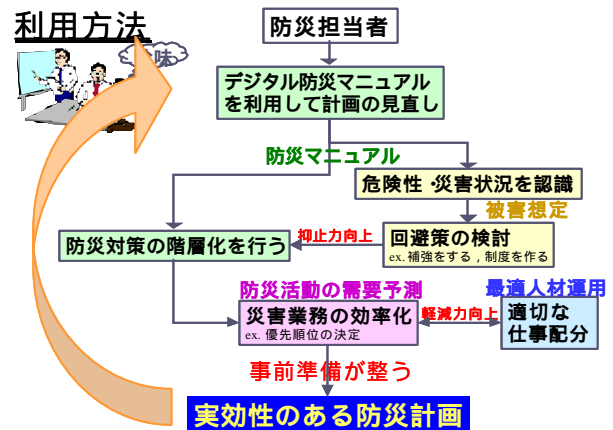 利用方法
防災担当者
味
デジタル防災マニュアル
を利用して計画の見直し
防災マニュアル
危険性・災害状況を認識
被害想定
防災対策の階層化を行う
抑止力向上
回避策の検討
ex. 補強をする，制度を作る
防災活動の需要予測
最適人材運用
災害業務の効率化
ex. 優先順位の決定
軽減力向上
適切な
仕事配分
事前準備が整う
実効性のある防災計画